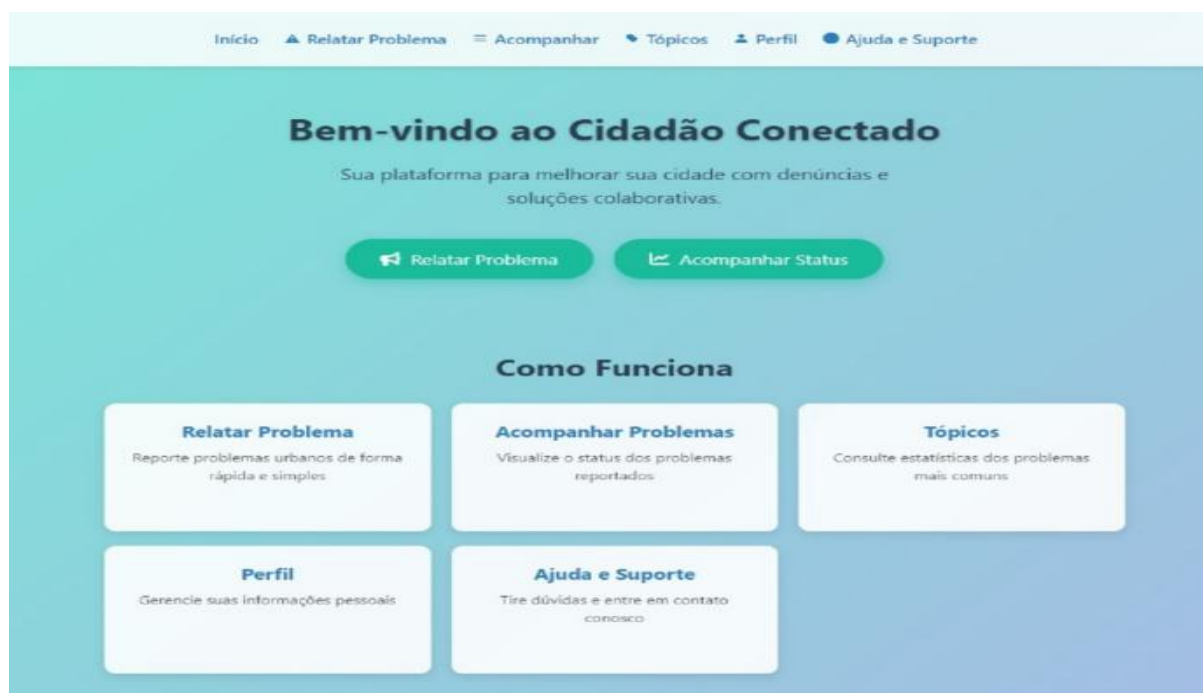 Início Relatar Problema Acompanhar Tópicos Perfil Ajuda e Suporte
Bem-vindo ao Cidadão Conectado
Sua plataforma para melhorar sua cidade com denúncias e
soluções colaborativas.
Relatar Problema Acompanhar Status
Como Funciona
Relatar Problema
Reporte problemas urbanos de forma
rápida e simples
Acompanhar Problemas
Visualize o status dos problemas
reportados
Tópicos
Consulte estatísticas dos problemas
mais comuns
Perfil
Gerencie suas informações pessoais
Ajuda e Suporte
Tire dúvidas e entre em contato
conosco